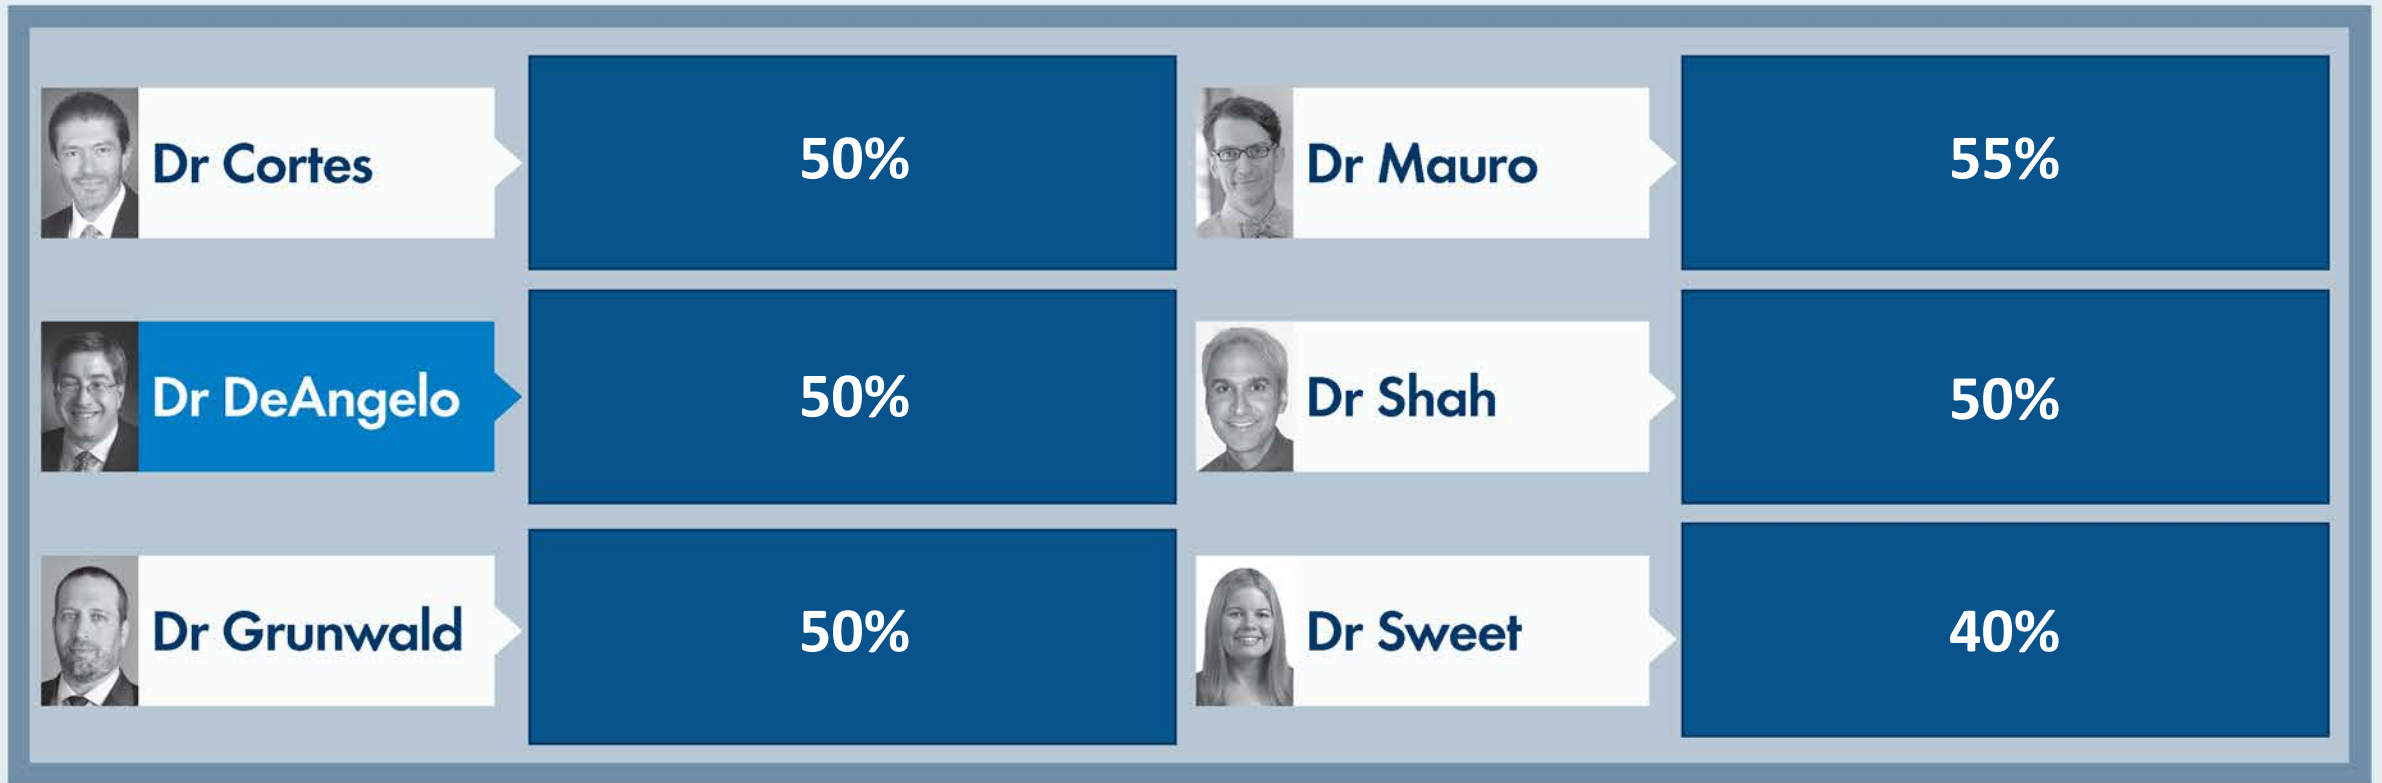 Dr Cortes
50%
Dr Mauro
55%
Dr DeAngelo
50%
Dr Shah
50%
Dr Grunwald
50%
Dr Sweet
40%